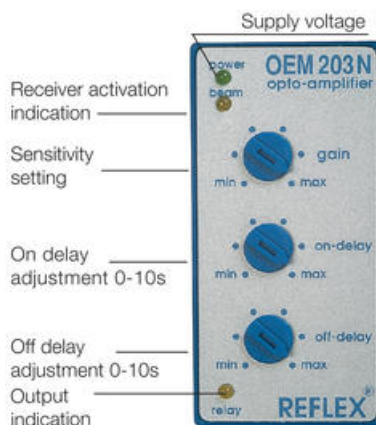 Supply voltage
power
OEM 203N
opto-amplifier
beam
Receiver activation
indication
Sensitivity
setting
gain
min
max
On delay
adjustment 0-10s
on-delay
min
max
Off delay
adjustment 0-10s
off-delay
min
max
Output
indication
relay
REFLEX®